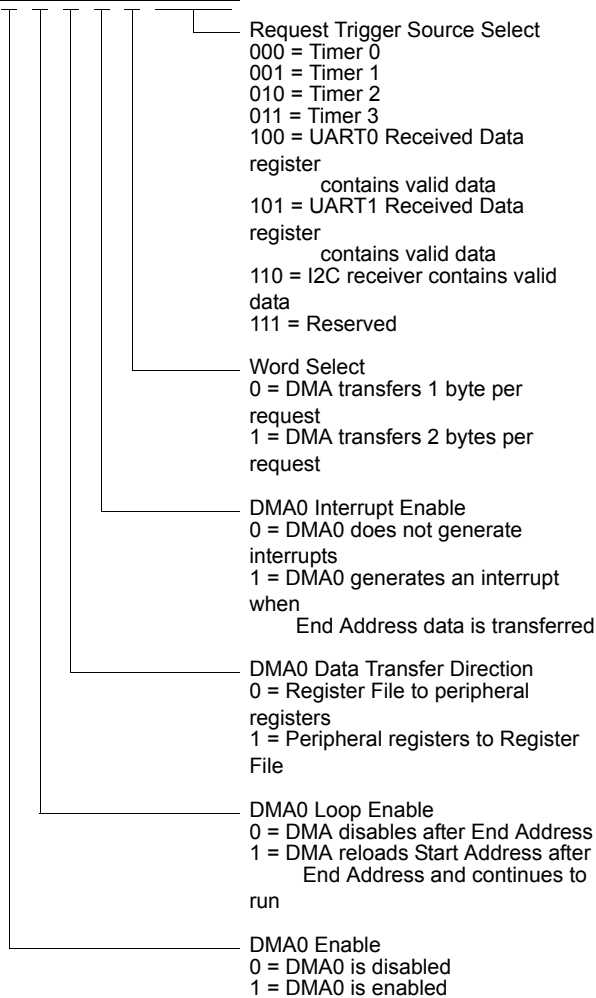 Request Trigger Source Select
000 = Timer 0
001 = Timer 1
010 = Timer 2
011 = Timer 3
100 = UART0 Received Data
register
contains valid data
101 = UART1 Received Data
register
contains valid data
110 = I2C receiver contains valid
data
111 = Reserved
Word Select
0 = DMA transfers 1 byte per
request
1 = DMA transfers 2 bytes per
request
DMA0 Interrupt Enable
0 = DMA0 does not generate
interrupts
1 = DMA0 generates an interrupt
when
End Address data is transferred
DMA0 Data Transfer Direction
0 = Register File to peripheral
registers
1 = Peripheral registers to Register
File
DMA0 Loop Enable
0 = DMA disables after End Address
1 = DMA reloads Start Address after
End Address and continues to
run
DMA0 Enable
0 = DMA0 is disabled
1 = DMA0 is enabled